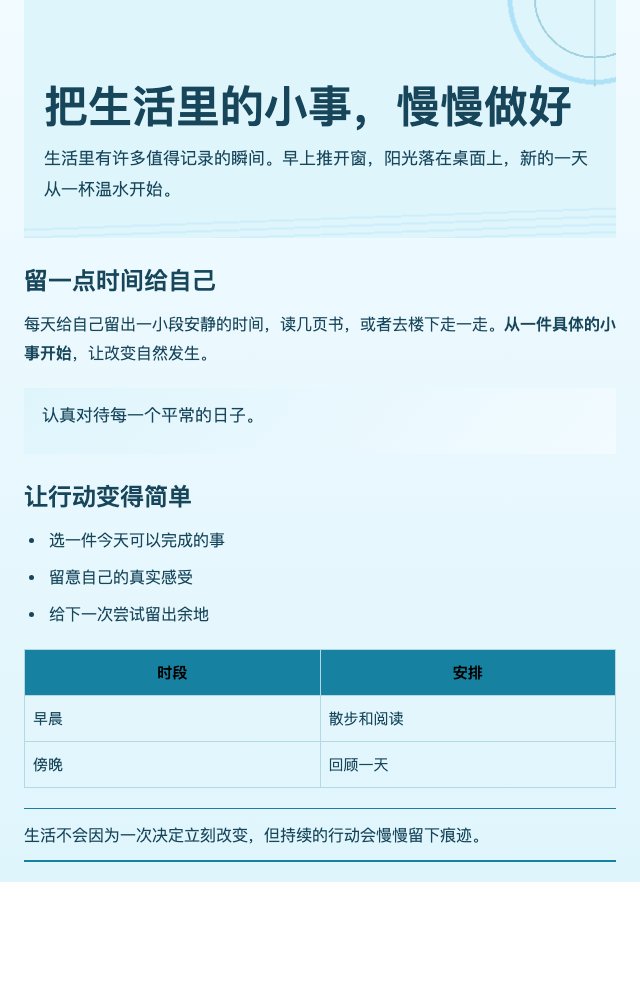 把生活里的小事，慢慢做好
生活里有许多值得记录的瞬间。早上推开窗，阳光落在桌面上，新的一天
从一杯温水开始。
留一点时间给自己
每天给自己留出一小段安静的时间，读几页书，或者去楼下走一走。从一件具体的小
事开始，让改变自然发生。
认真对待每一个平常的日子。
让行动变得简单
• 选一件今天可以完成的事
• 留意自己的真实感受
• 给下一次尝试留出余地
时段 安排
早晨 散步和阅读
傍晚 回顾一天
生活不会因为一次决定立刻改变，但持续的行动会慢慢留下痕迹。